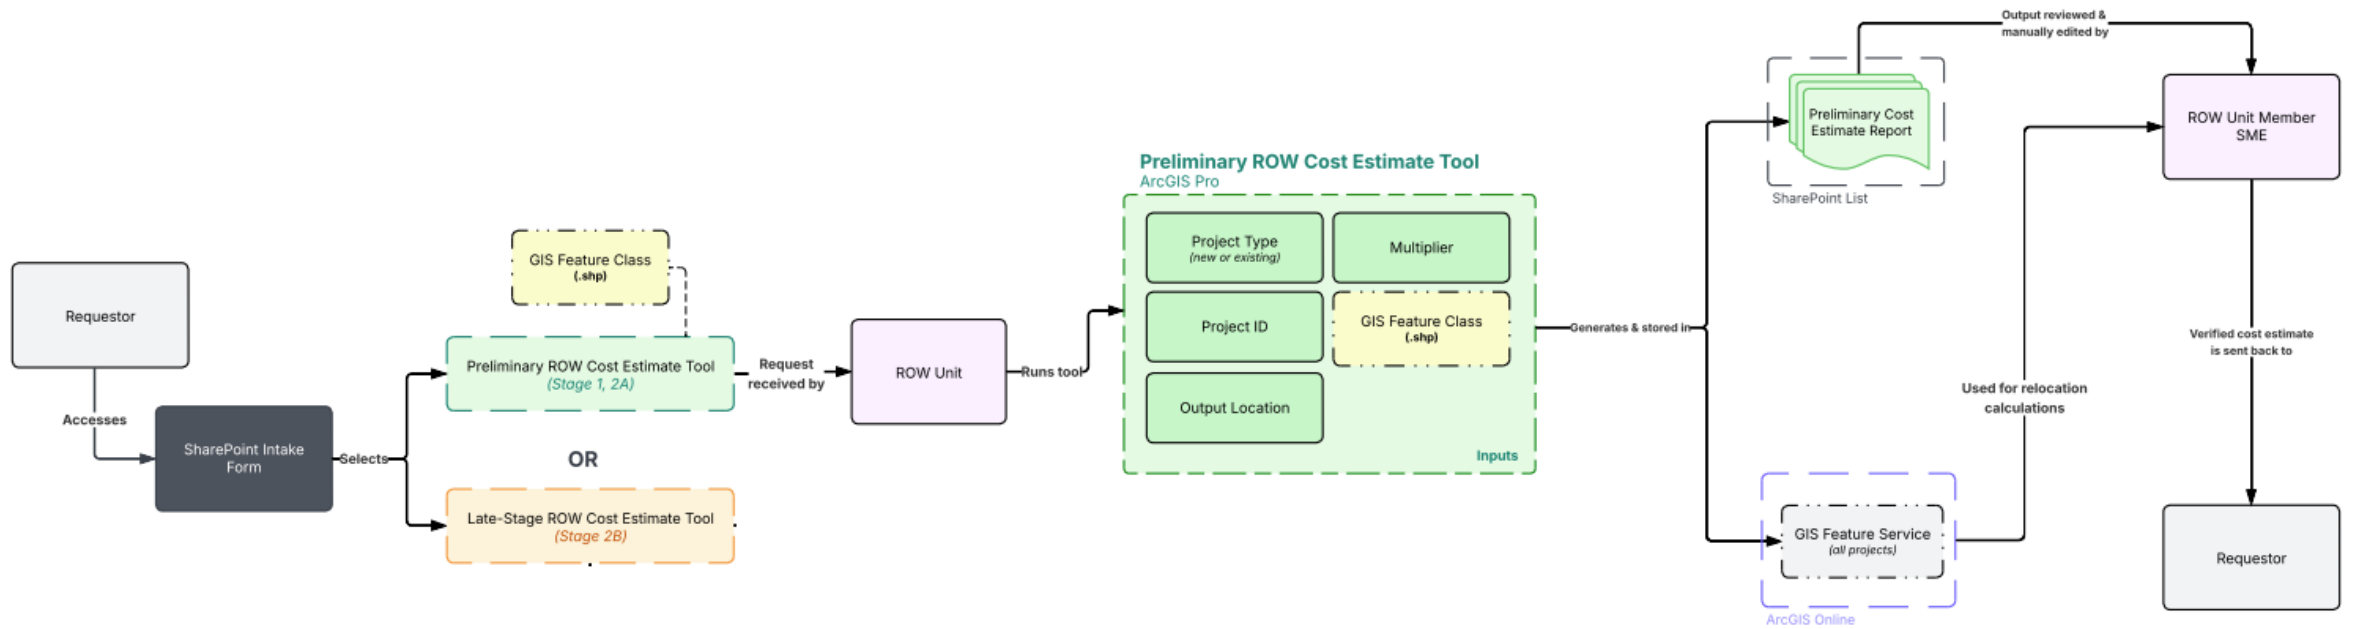 Requestor
Accesses
SharePoint Intake
Form
Selects
GIS Feature Class
(.shp)
Preliminary ROW Cost Estimate Tool
(Stage 1, 2A)
OR
Late-Stage ROW Cost Estimate Tool
(Stage 2B)
Request
received by
ROW Unit
Runs tool
Preliminary ROW Cost Estimate Tool
ArcGIS Pro
Project Type
(new or existing)
Multiplier
Project ID
GIS Feature Class
(.shp)
Output Location
Inputs
Generates & stored in
Preliminary Cost
Estimate Report
SharePoint List
Output reviewed &
manually edited by
ROW Unit Member
SME
Used for relocation
calculations
GIS Feature Service
(all projects)
ArcGIS Online
Verified cost estimate
is sent back to
Requestor